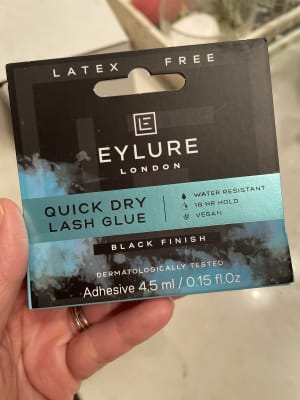 LATEX FREE
EYLURE
LONDON
QUICK DRY
LASH GLUE
WATER RESISTANT
18 HR HOLD
VEGAN
BLACK FINISH
DERMATOLOGICALLY TESTED
Adhesive 4.5 ml / 0.15 fl.Oz